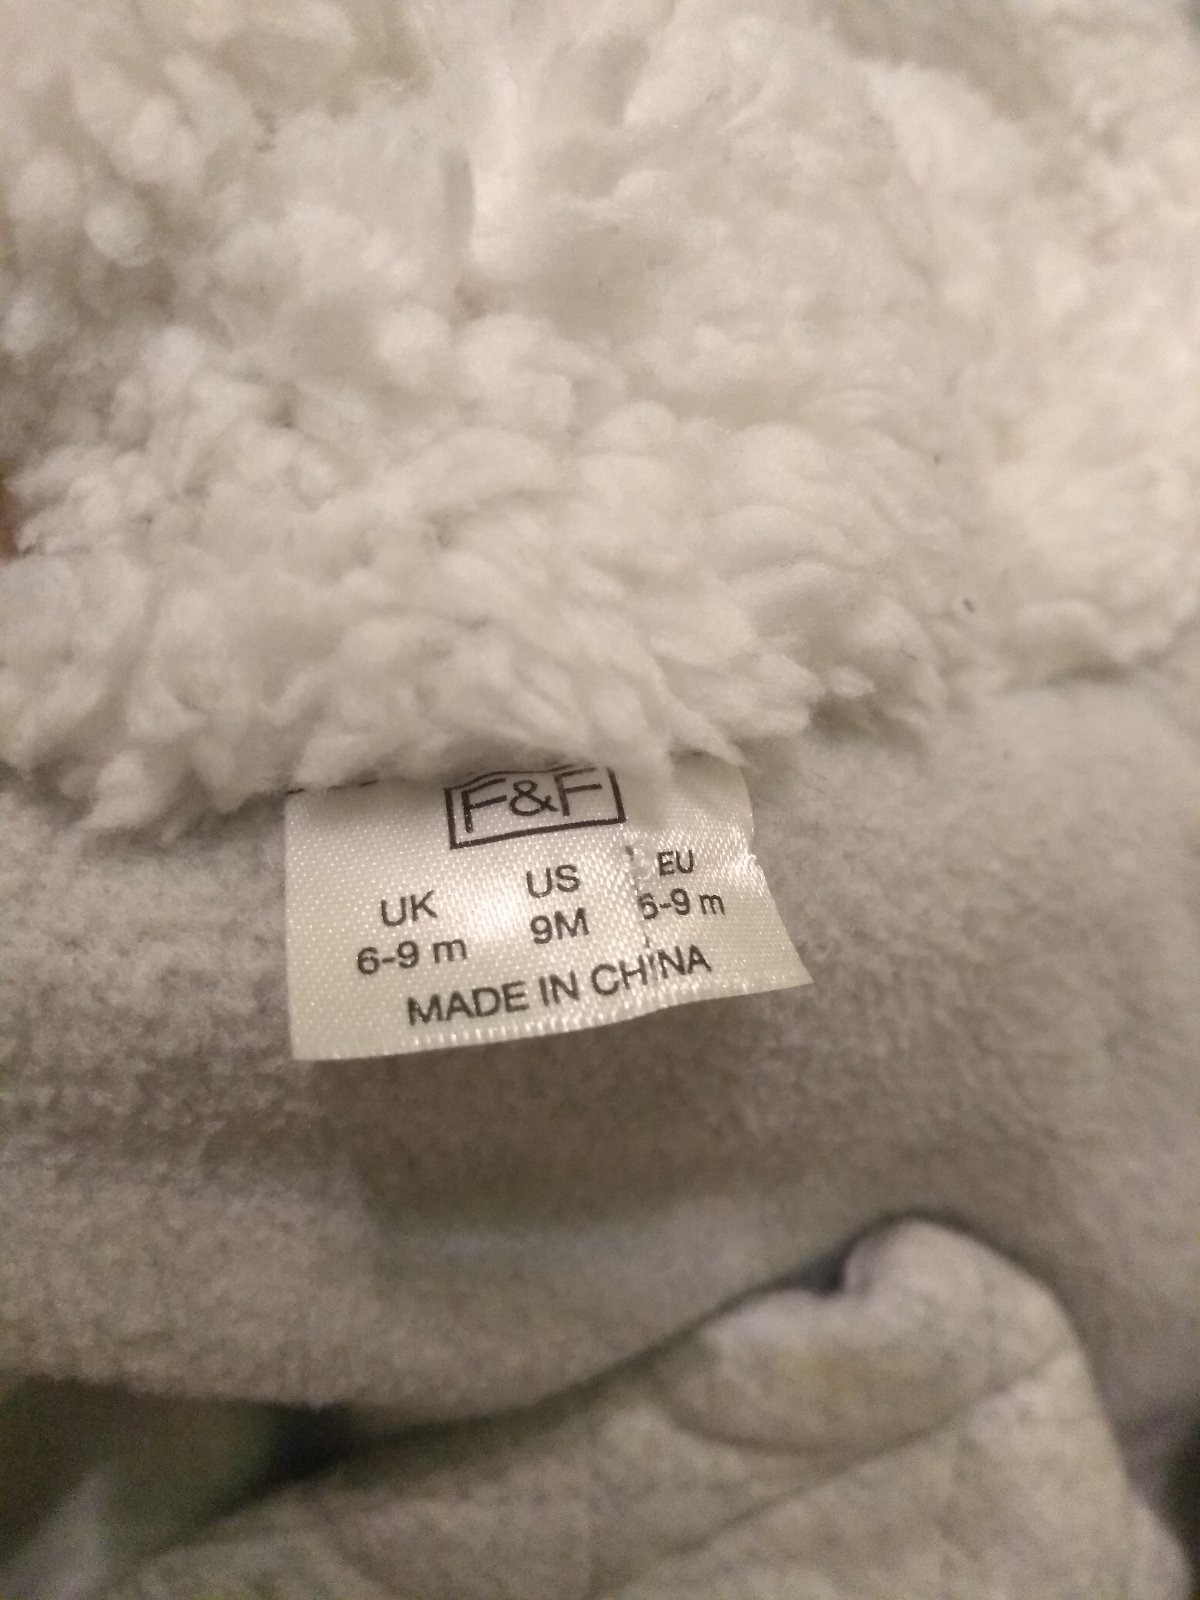 F&F
UK US EU
6-9 m 9M 6-9 m
MADE IN CHINA